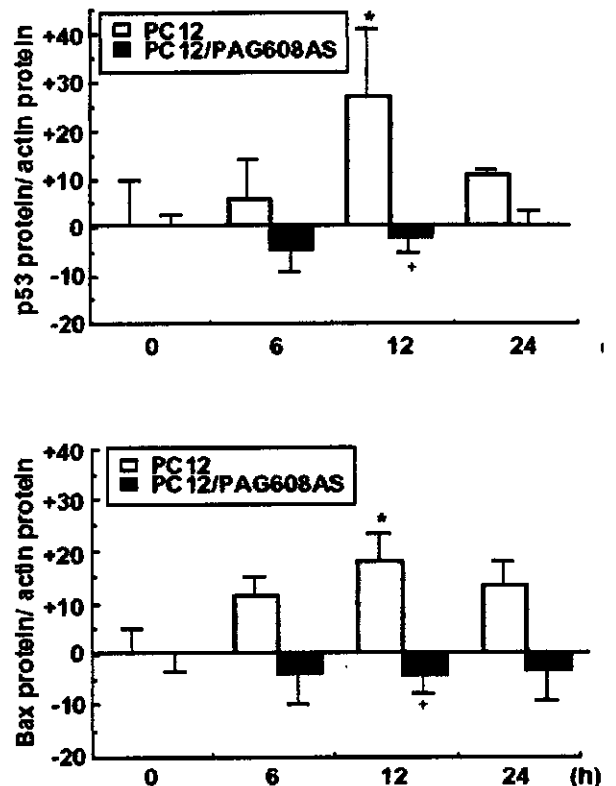 p53 protein/ actin protein
+40
+30
+20
+10
0
-10
-20
□ PC12
■ PC12/PAG608AS
*
+
0 6 12 24
Bax protein/ actin protein
+40
+30
+20
+10
0
-10
-20
□ PC12
■ PC12/PAG608AS
*
+
0 6 12 24 (h)